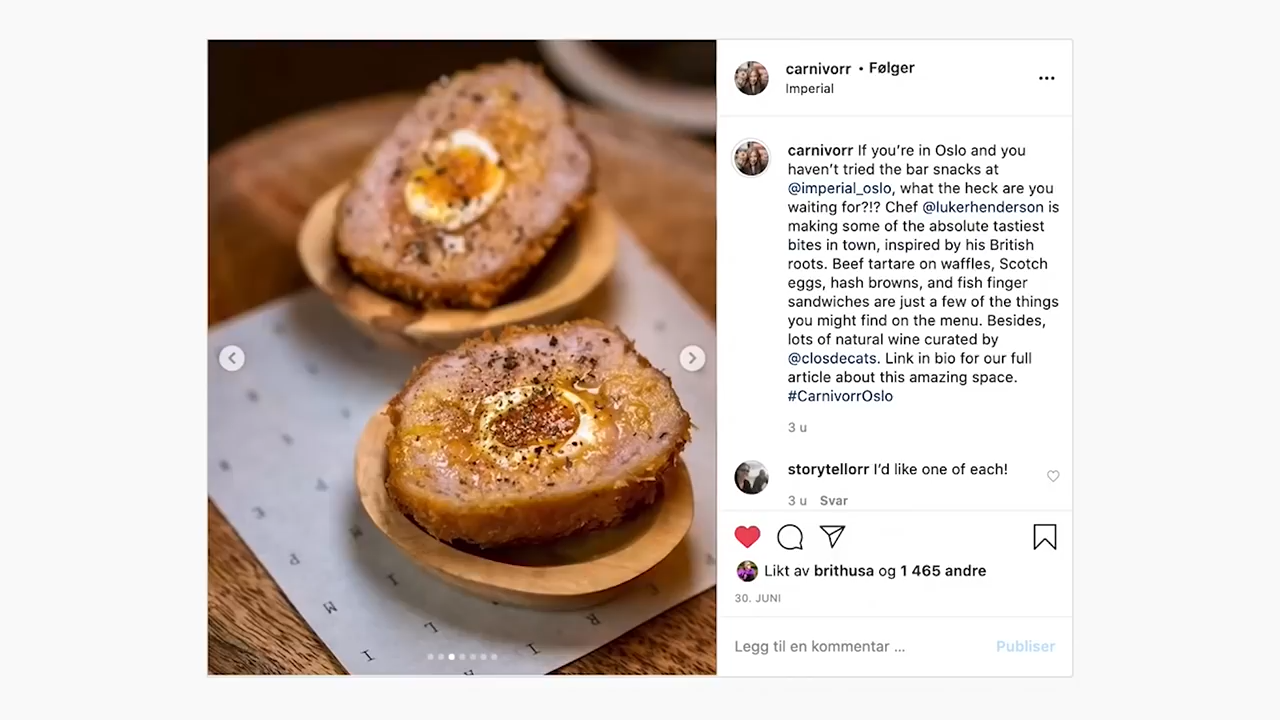 carnivorr • Følger
Imperial
carnivorr If you’re in Oslo and you
haven’t tried the bar snacks at
@imperial_oslo, what the heck are you
waiting for?!? Chef @lukerhenderson is
making some of the absolute tastiest
bites in town, inspired by his British
roots. Beef tartare on waffles, Scotch
eggs, hash browns, and fish finger
sandwiches are just a few of the things
you might find on the menu. Besides,
lots of natural wine curated by
@closdecats. Link in bio for our full
article about this amazing space.
#CarnivorrOslo
3 u
storytellorr I’d like one of each!
3 u Svar
Likt av brithusa og 1 465 andre
30. JUNI
Legg til en kommentar ... Publiser